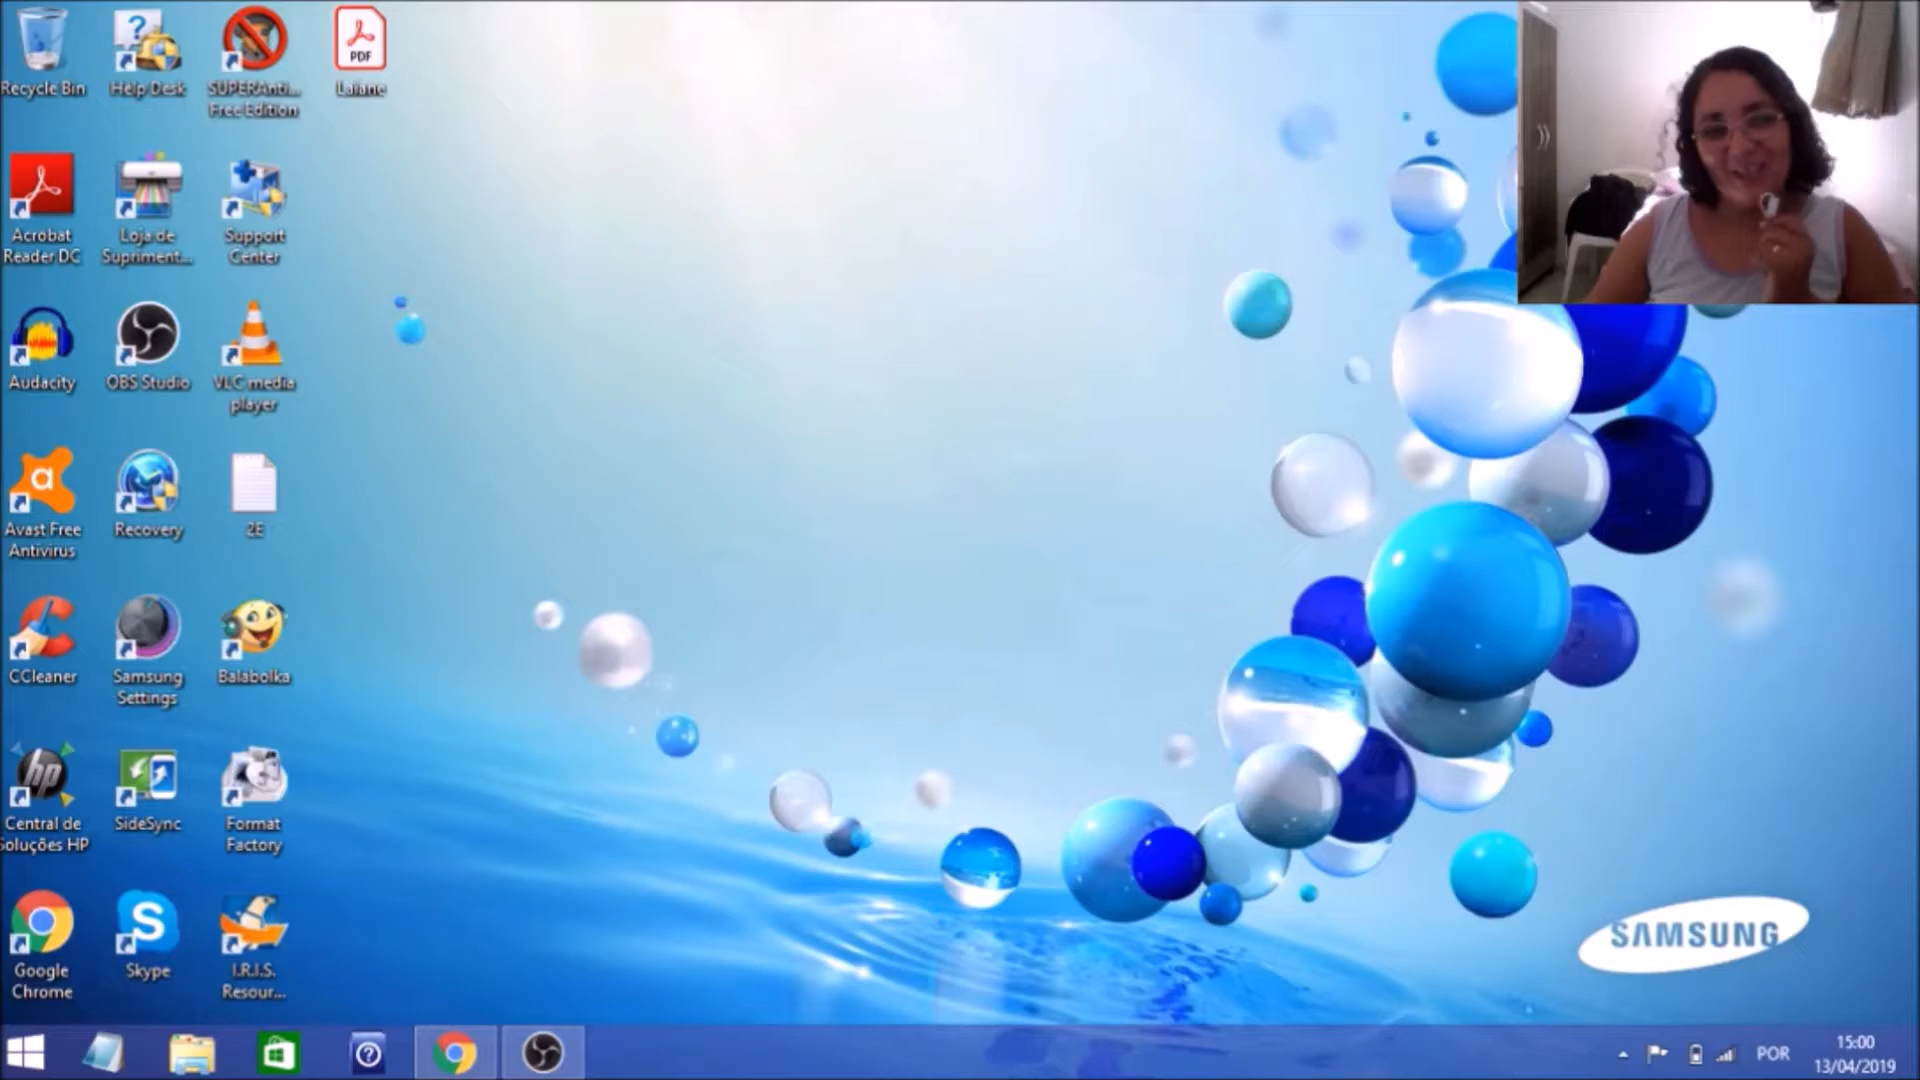 Recycle Bin
Help Desk
SUPERAnti...
Free Edition
PDF
Laiane
Acrobat
Reader DC
Loja de
Supriment...
Support
Center
Audacity
OBS Studio
VLC media
player
Avast Free
Antivirus
Recovery
2E
CCleaner
Samsung
Settings
Balabolka
hp
Central de
Soluções HP
SideSync
Format
Factory
Google
Chrome
Skype
I.R.I.S.
Resour...
SAMSUNG
POR
15:00
13/04/2019